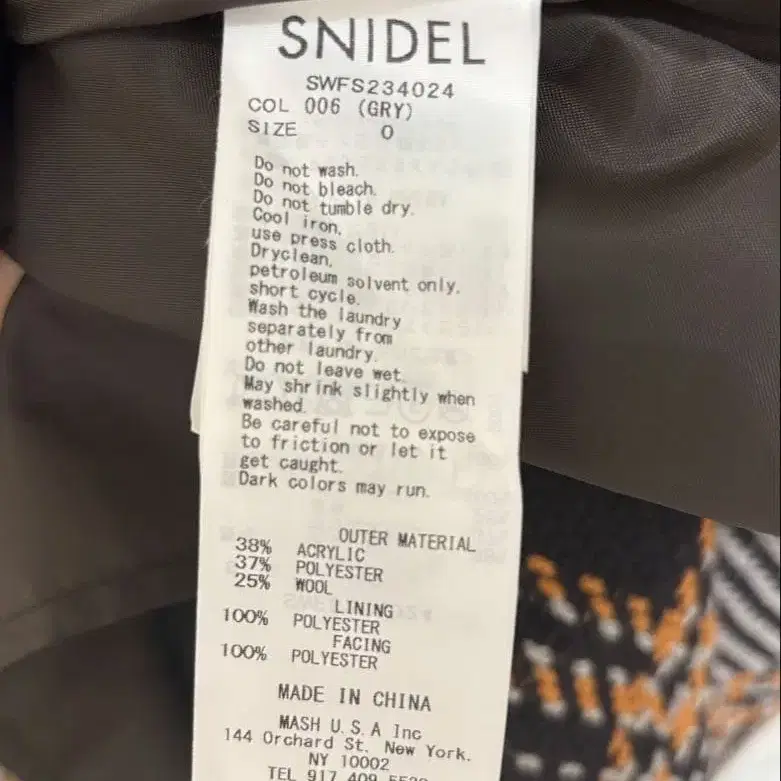 SNIDEL
SWFS234024
COL 006 (GRY)
SIZE 0
Do not wash.
Do not bleach.
Do not tumble dry.
Cool iron,
use press cloth.
Dryclean,
petroleum solvent only.
short cycle.
Wash the laundry
separately from
other laundry.
Do not leave wet.
May shrink slightly when
washed.
Be careful not to expose
to friction or let it
get caught.
Dark colors may run.
OUTER MATERIAL
38% ACRYLIC
37% POLYESTER
25% WOOL
LINING
100% POLYESTER
FACING
100% POLYESTER
MADE IN CHINA
MASH U.S.A Inc
144 Orchard St. New York.
NY 10002
TEL 917 409